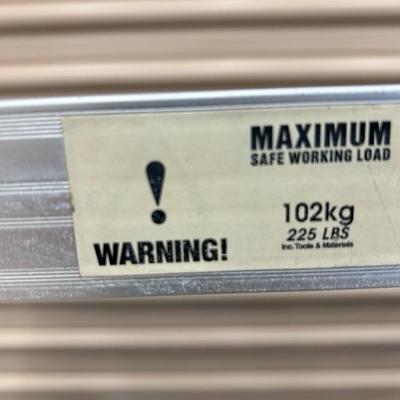 MAXIMUM
SAFE WORKING LOAD
!
102kg
225 LBS
Inc. Tools & Materials
WARNING!